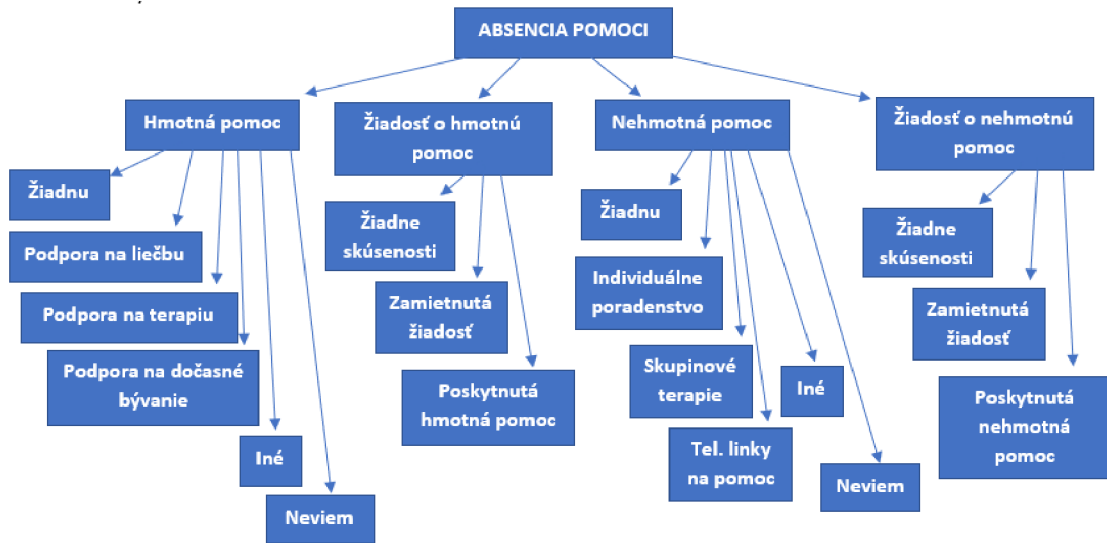 ABSENCIA POMOCI
Hmotná pomoc
Žiadnu
Podpora na liečbu
Podpora na terapiu
Podpora na dočasné
bývanie
Iné
Neviem
Žiadosť o hmotnú
pomoc
Žiadne
skúsenosti
Zamietnutá
žiadosť
Poskytnutá
hmotná pomoc
Nehmotná pomoc
Žiadnu
Individuálne
poradenstvo
Skupinové
terapie
Tel. linky
na pomoc
Iné
Neviem
Žiadosť o nehmotnú
pomoc
Žiadne
skúsenosti
Zamietnutá
žiadosť
Poskytnutá
nehmotná
pomoc